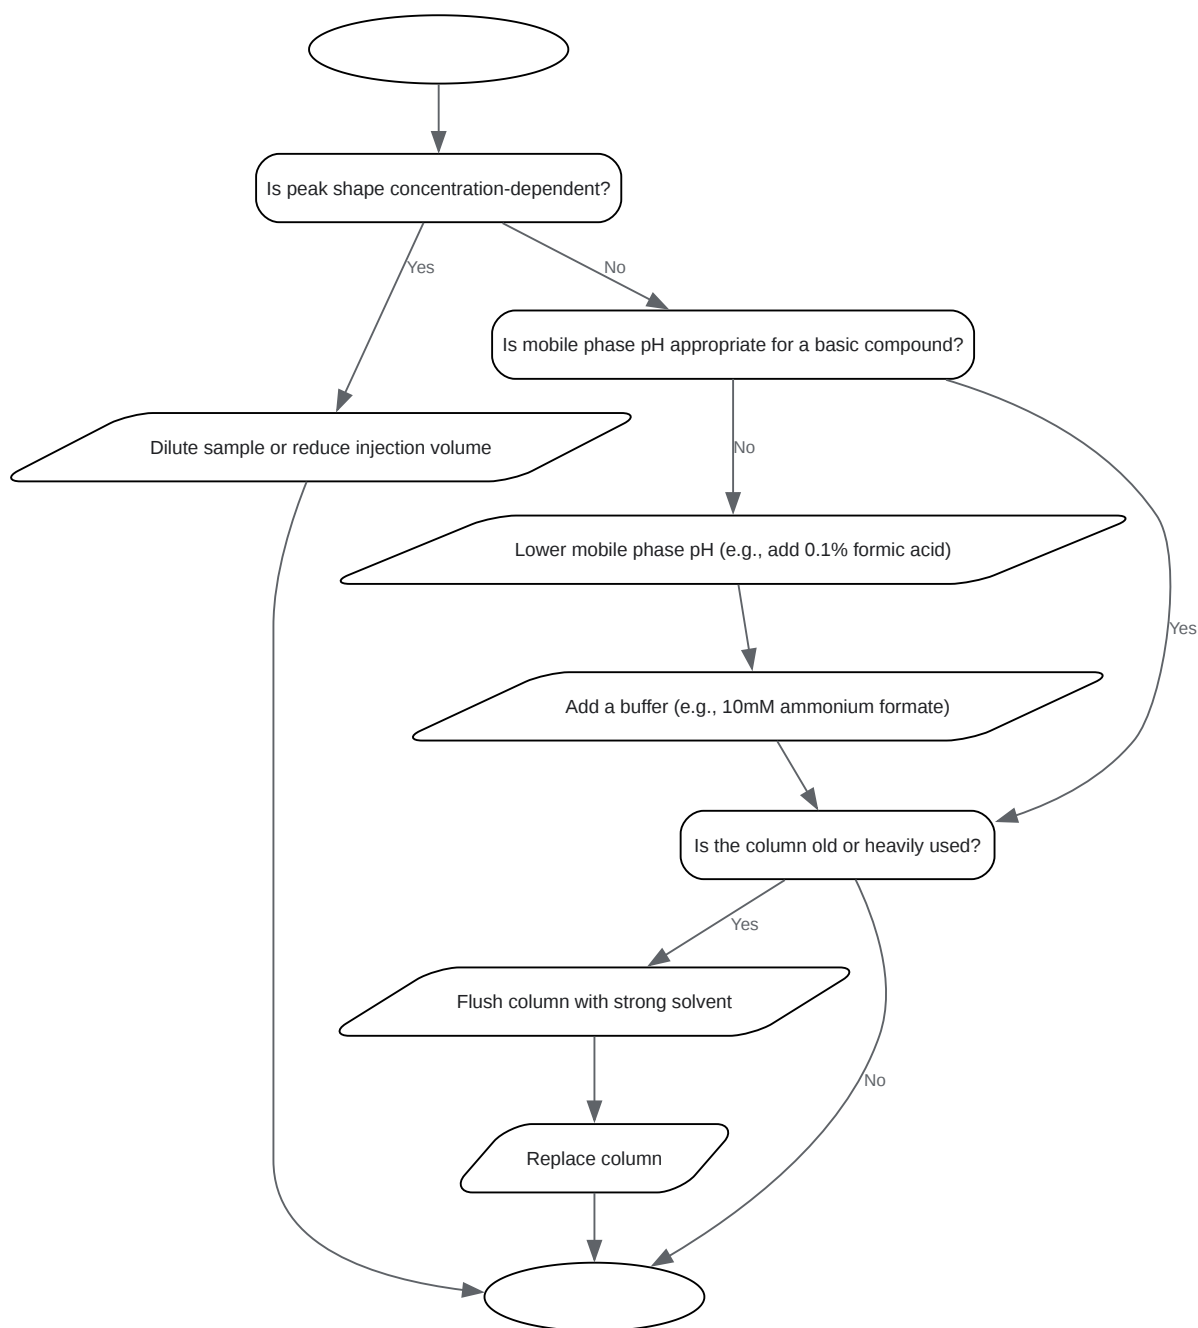 Is peak shape concentration-dependent?
Yes
No
Is mobile phase pH appropriate for a basic compound?
Dilute sample or reduce injection volume
No
Lower mobile phase pH (e.g., add 0.1% formic acid)
Yes
Add a buffer (e.g., 10mM ammonium formate)
Is the column old or heavily used?
Yes
Flush column with strong solvent
No
Replace column